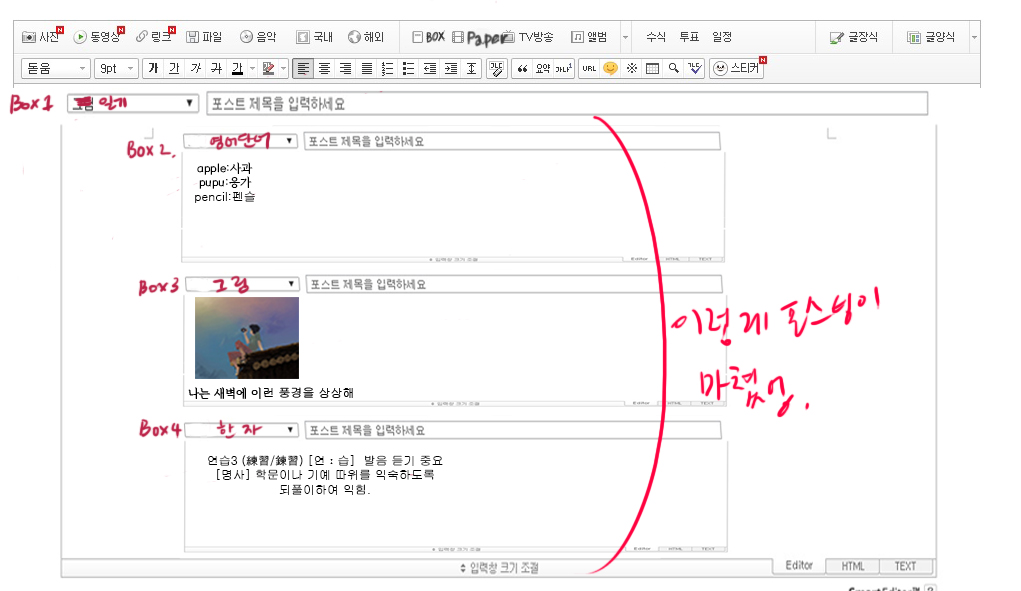 사진 동영상 링크 파일 음악 국내 해외 BOX Paper TV방송 앨범 수식 투표 일정 글장식 글양식
돋움 9pt 가 가 가 가 가 요약 가나1 URL 스티커
Box 1 일기 포스트 제목을 입력하세요
Box 2. 영어단어 포스트 제목을 입력하세요
apple:사과
pupu:응가
pencil:펜슬
입력창 크기 조절 Editor HTML TEXT
Box 3 그림 포스트 제목을 입력하세요
나는 새벽에 이런 풍경을 상상해
입력창 크기 조절 Editor HTML TEXT
이렇게 포스팅이
Box 4 한자 포스트 제목을 입력하세요
연습3 (練習/鍊習) [연ː습] 발음 듣기 중요
[명사] 학문이나 기예 따위를 익숙하도록
되풀이하여 익힘.
입력창 크기 조절 Editor HTML TEXT
입력창 크기 조절 Editor HTML TEXT